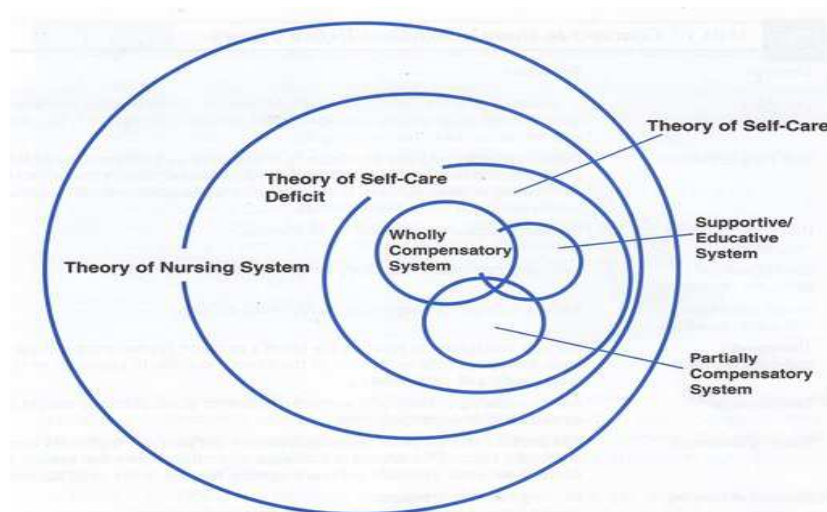 Theory of Self-Care
Theory of Self-Care
Deficit
Wholly
Compensatory
System
Supportive/
Educative
System
Theory of Nursing System
Partially
Compensatory
System